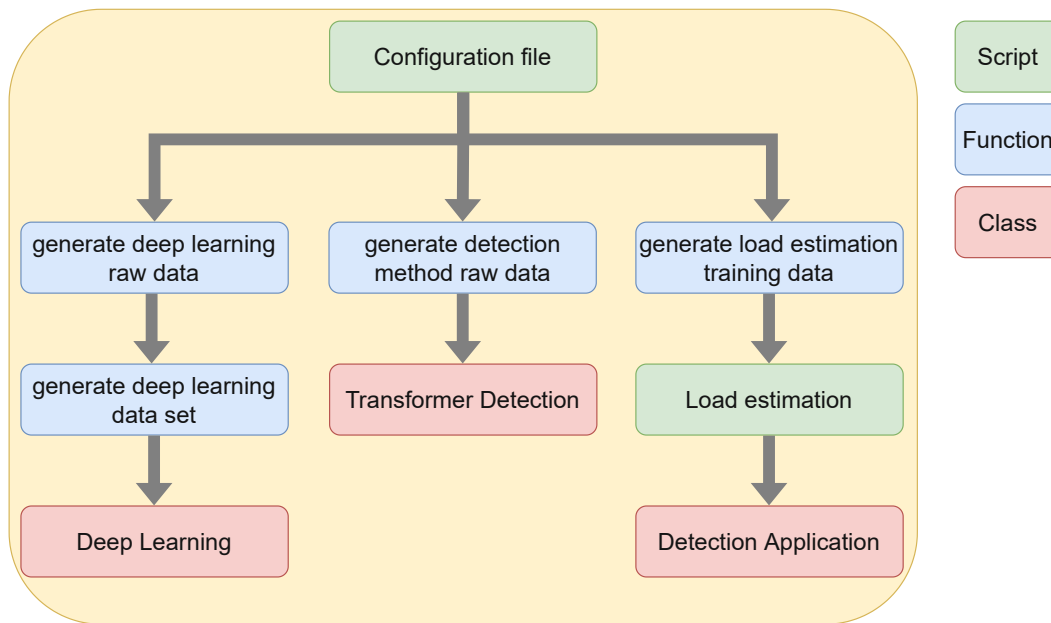 Configuration file
Script
Function
Class
generate deep learning
raw data
generate detection
method raw data
generate load estimation
training data
generate deep learning
data set
Transformer Detection
Load estimation
Deep Learning
Detection Application